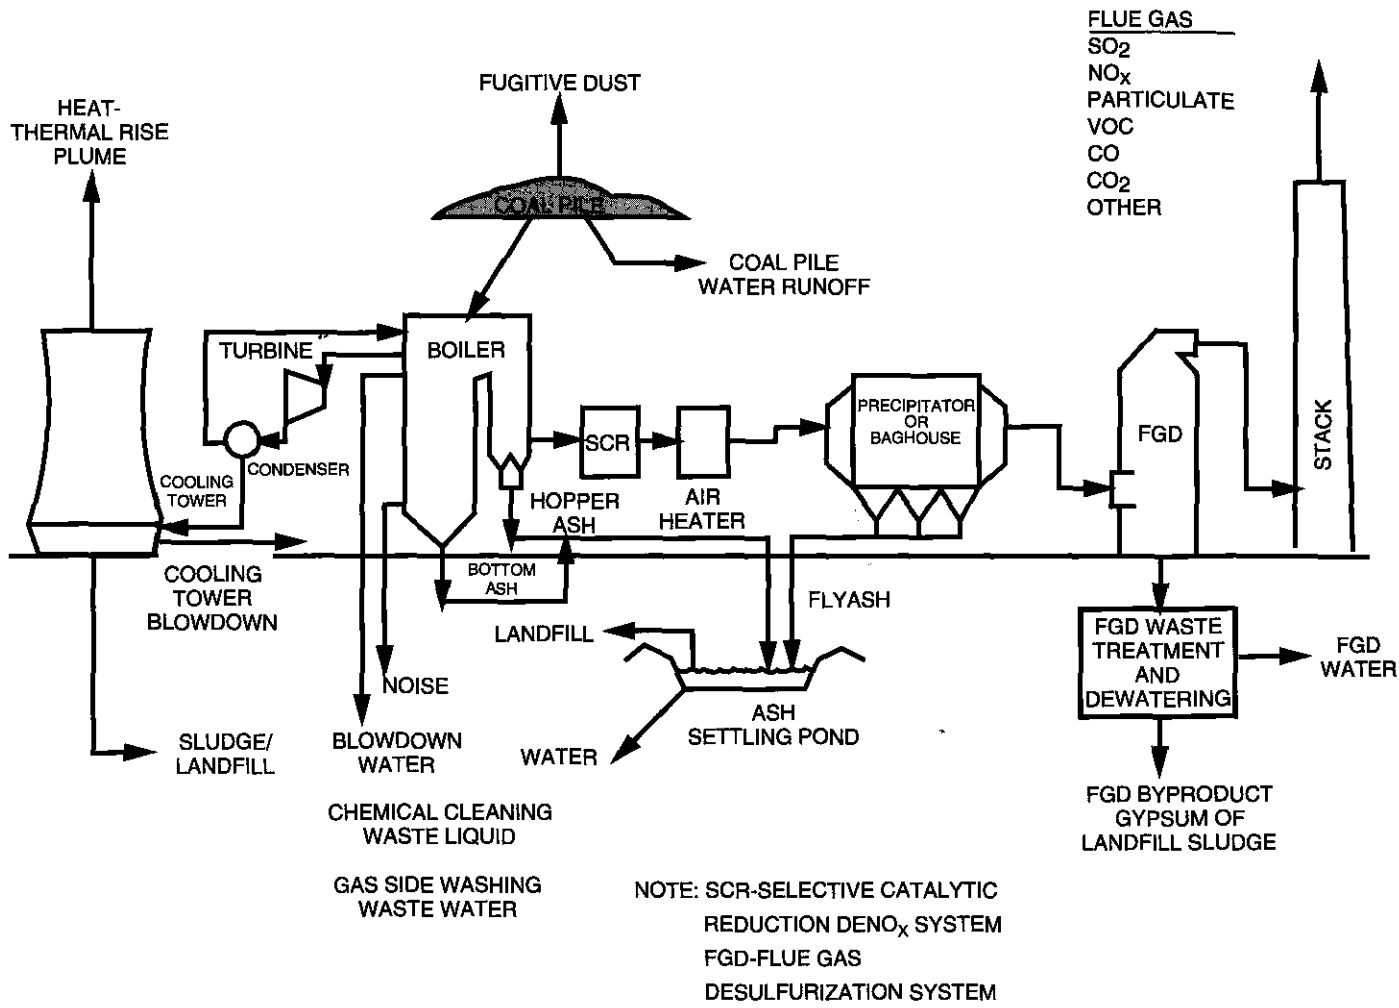 FLUE GAS
SO2
NOX
PARTICULATE
VOC
CO
CO2
OTHER
FUGITIVE DUST
HEAT-
THERMAL RISE
PLUME
COAL PILE
COAL PILE
WATER RUNOFF
TURBINE
BOILER
CONDENSER
COOLING
TOWER
SCR
AIR
HEATER
HOPPER
ASH
PRECIPITATOR
OR
BAGHOUSE
FGD
STACK
COOLING
TOWER
BLOWDOWN
BOTTOM
ASH
FLYASH
LANDFILL
FGD WASTE
TREATMENT
AND
DEWATERING
FGD
WATER
NOISE
ASH
SETTLING POND
WATER
SLUDGE/
LANDFILL
BLOWDOWN
WATER
CHEMICAL CLEANING
WASTE LIQUID
GAS SIDE WASHING
WASTE WATER
FGD BYPRODUCT
GYPSUM OF
LANDFILL SLUDGE
NOTE: SCR-SELECTIVE CATALYTIC
REDUCTION DENOX SYSTEM
FGD-FLUE GAS
DESULFURIZATION SYSTEM